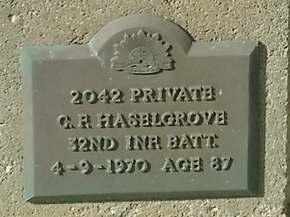 2042 PRIVATE
G. F. HASELGROVE
32ND INF. BATT.
4-9-1970 AGE 87